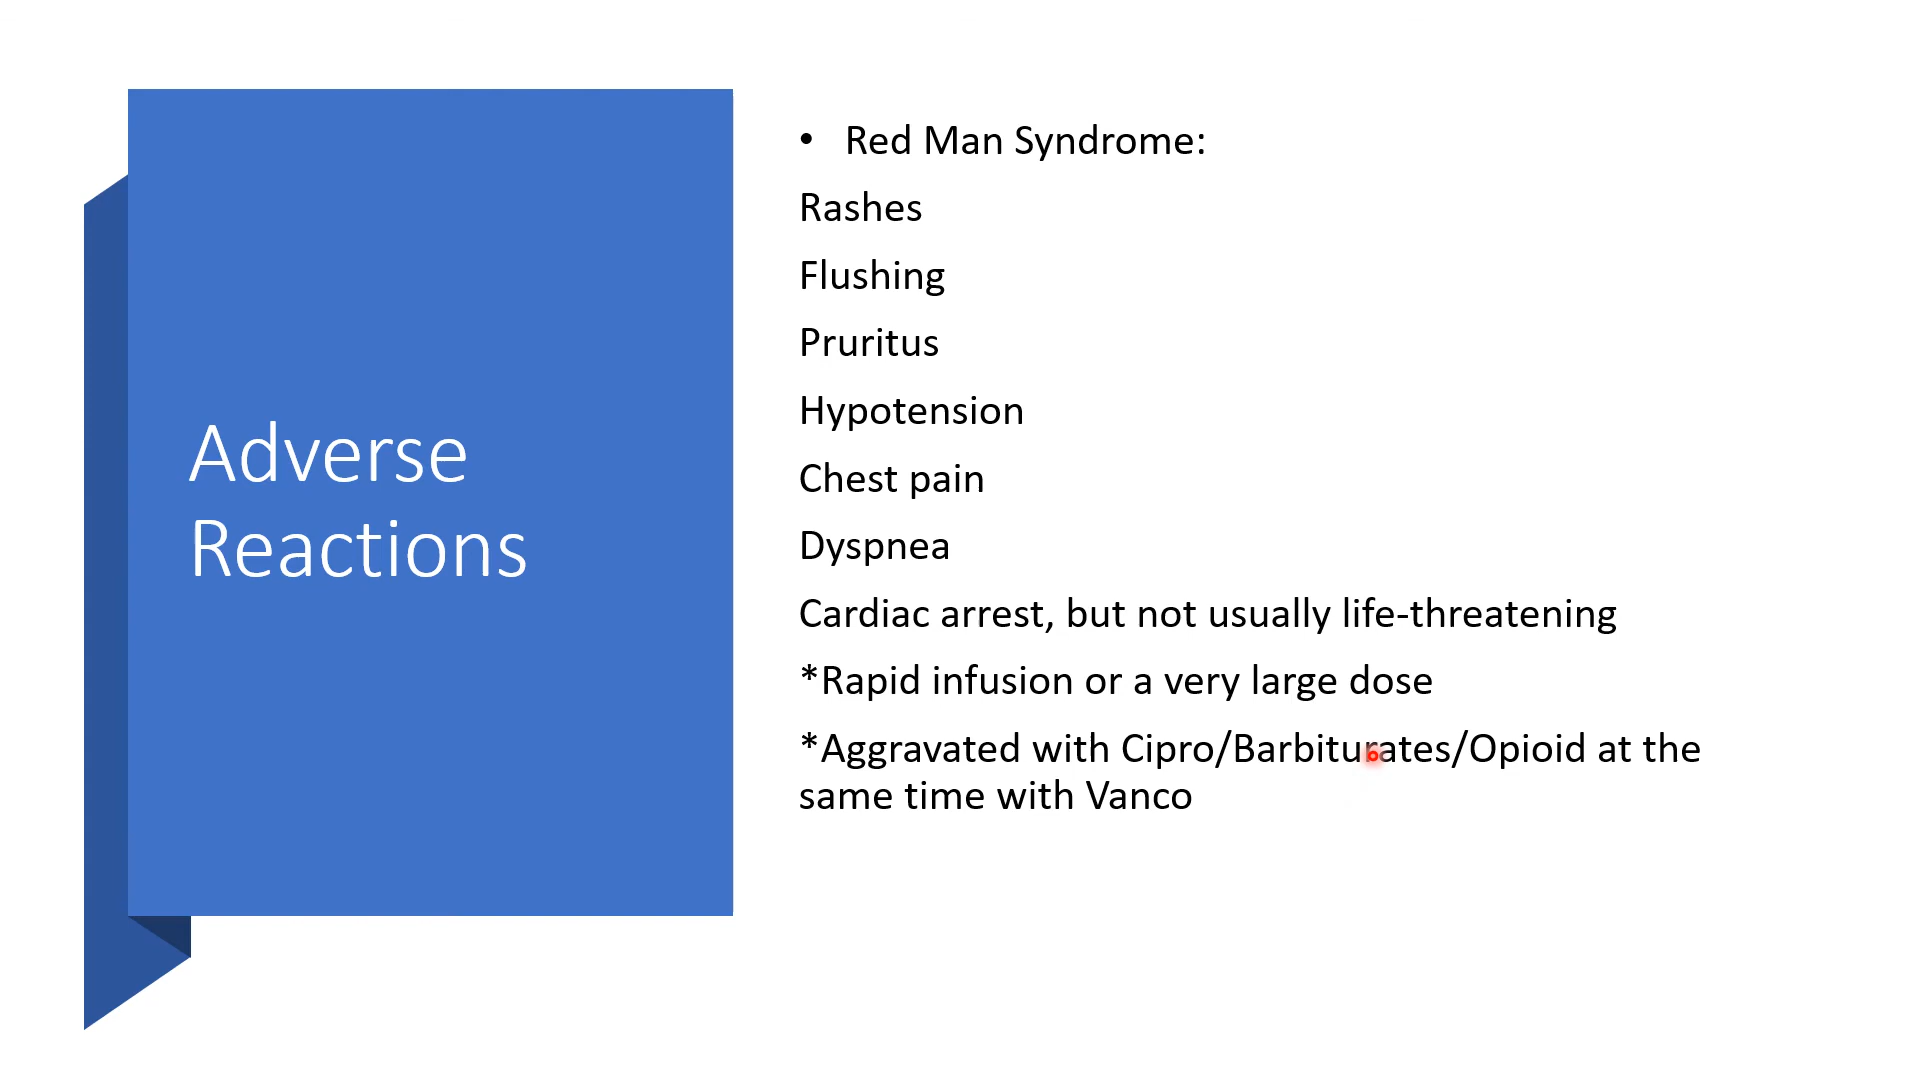 Adverse
Reactions
• Red Man Syndrome:
Rashes
Flushing
Pruritus
Hypotension
Chest pain
Dyspnea
Cardiac arrest, but not usually life-threatening
*Rapid infusion or a very large dose
*Aggravated with Cipro/Barbiturates/Opioid at the
same time with Vanco